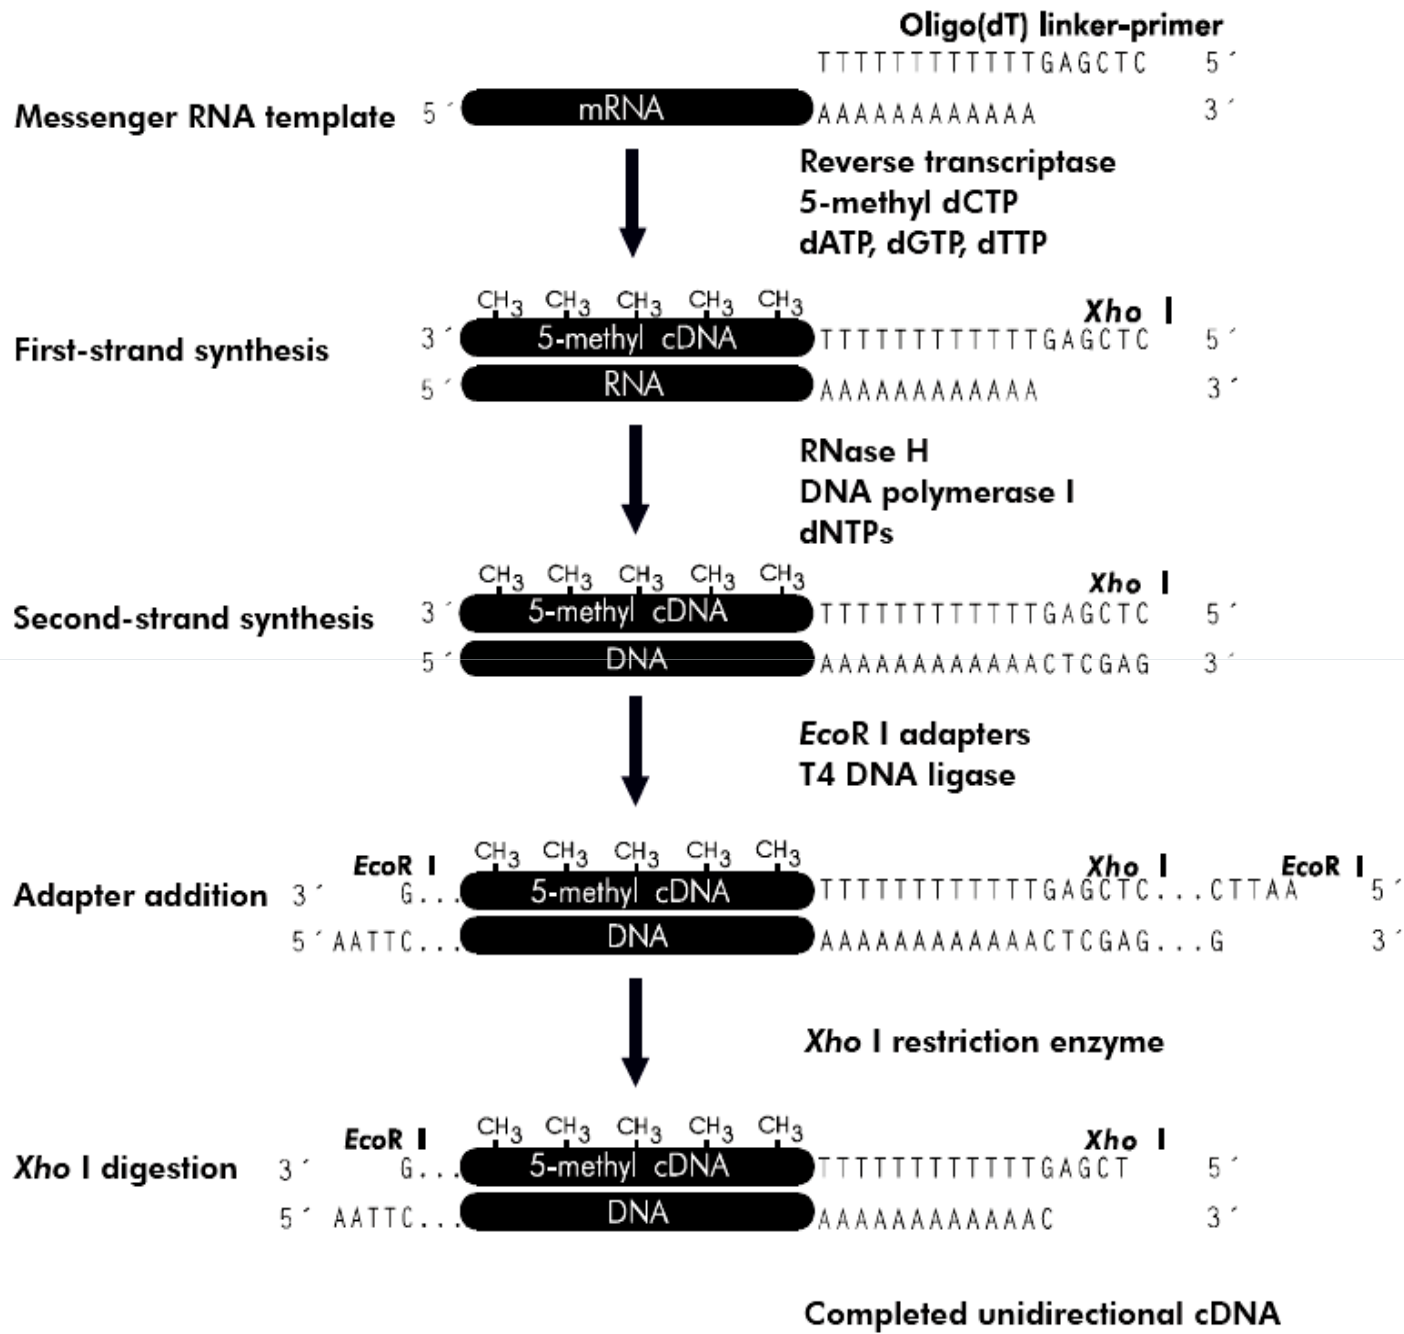 Oligo(dT) linker-primer
TTTTTTTTTTTTGAGCTC 5´
Messenger RNA template 5´ mRNA AAAAAAAAAAAA 3´
Reverse transcriptase
5-methyl dCTP
dATP, dGTP, dTTP
CH3 CH3 CH3 CH3 CH3 Xho I
First-strand synthesis 3´ 5-methyl cDNA TTTTTTTTTTTTGAGCTC 5´
5´ RNA AAAAAAAAAAAA 3´
RNase H
DNA polymerase I
dNTPs
CH3 CH3 CH3 CH3 CH3 Xho I
Second-strand synthesis 3´ 5-methyl cDNA TTTTTTTTTTTTGAGCTC 5´
5´ DNA AAAAAAAAAAAACTCGAG 3´
EcoR I adapters
T4 DNA ligase
EcoR I CH3 CH3 CH3 CH3 CH3 Xho I EcoR I
Adapter addition 3´ G... 5-methyl cDNA TTTTTTTTTTTTGAGCTC...CTTAA 5´
5´ AATTC... DNA AAAAAAAAAAAACTCGAG...G 3´
Xho I restriction enzyme
EcoR I CH3 CH3 CH3 CH3 CH3 Xho I
Xho I digestion 3´ G... 5-methyl cDNA TTTTTTTTTTTTGAGCT 5´
5´ AATTC... DNA AAAAAAAAAAAAC 3´
Completed unidirectional cDNA